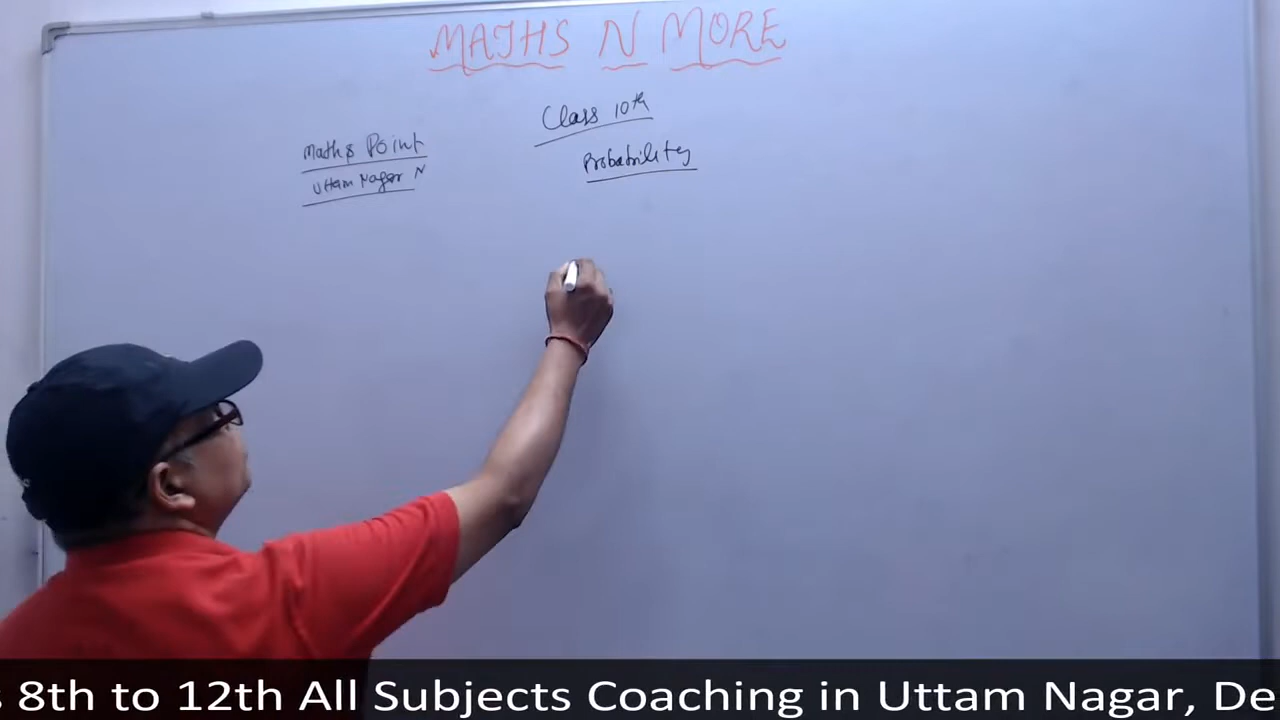 MATHS N MORE
Class 10th
Maths Point
Probability
Uttam Nagar N
s 8th to 12th All Subjects Coaching in Uttam Nagar, De